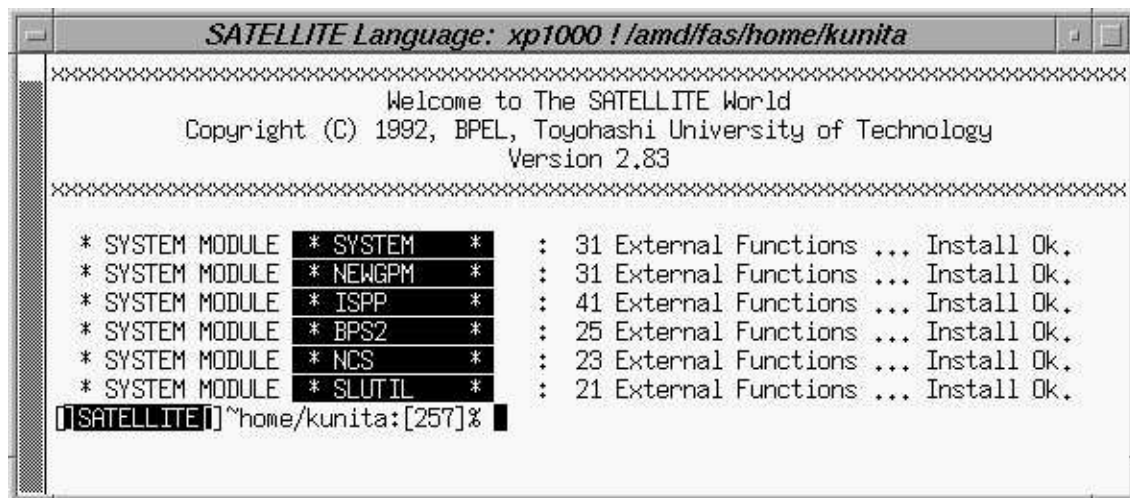 SATELLITE Language: xp1000 ! /amd/fas/home/kunita
Welcome to The SATELLITE World
Copyright (C) 1992, BPEL, Toyohashi University of Technology
Version 2.83
* SYSTEM MODULE * SYSTEM * : 31 External Functions ... Install Ok.
* SYSTEM MODULE * NEWGPM * : 31 External Functions ... Install Ok.
* SYSTEM MODULE * ISPP * : 41 External Functions ... Install Ok.
* SYSTEM MODULE * BPS2 * : 25 External Functions ... Install Ok.
* SYSTEM MODULE * NCS * : 23 External Functions ... Install Ok.
* SYSTEM MODULE * SLUTIL * : 21 External Functions ... Install Ok.
[[SATELLITE]]~home/kunita:[257]%